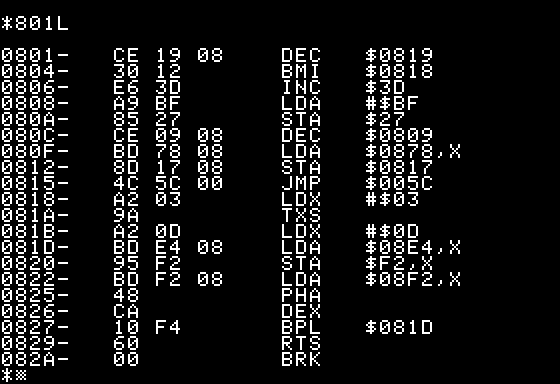 *801L
0801-   CE 19 08    DEC   $0819
0804-   30 12       BMI   $0818
0806-   E6 3D       INC   $3D
0808-   A9 BF       LDA   #$BF
080A-   85 27       STA   $27
080C-   CE 09 08    DEC   $0809
080F-   BD 78 08    LDA   $0878,X
0812-   8D 17 08    STA   $0817
0815-   4C 5C 00    JMP   $005C
0818-   A2 03       LDX   #$03
081A-   9A          TXS
081B-   A2 0D       LDX   #$0D
081D-   BD E4 08    LDA   $08E4,X
0820-   95 F2       STA   $F2,X
0822-   BD F2 08    LDA   $08F2,X
0825-   48          PHA
0826-   CA          DEX
0827-   10 F4       BPL   $081D
0829-   60          RTS
082A-   00          BRK
*